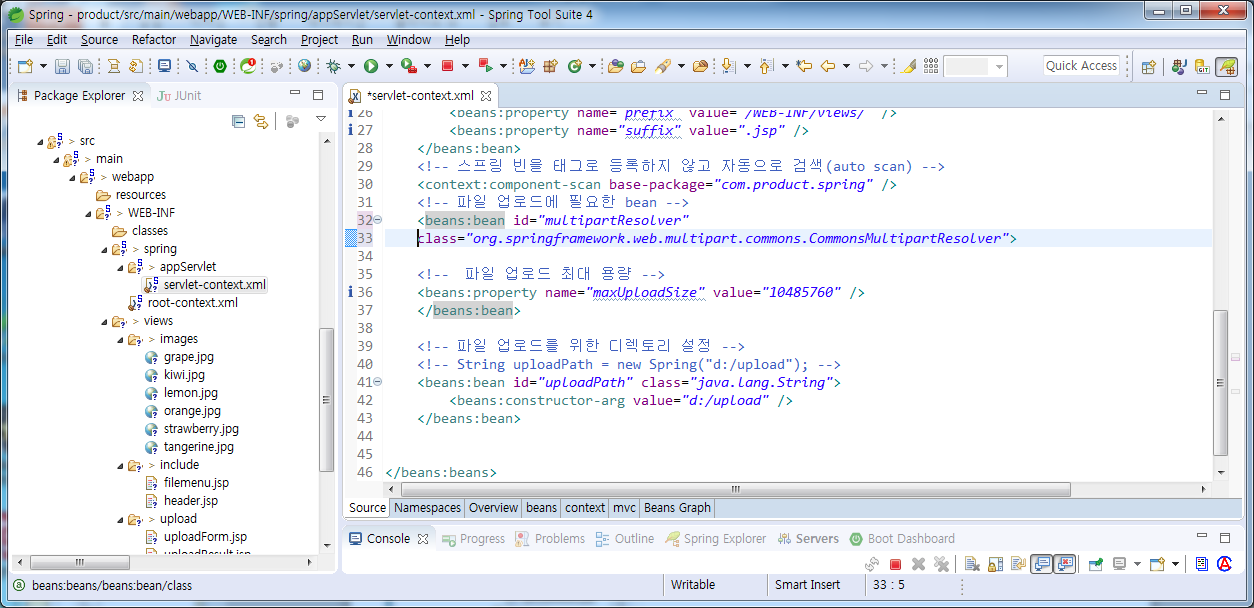 Spring - product/src/main/webapp/WEB-INF/spring/appServlet/servlet-context.xml - Spring Tool Suite 4
File Edit Source Refactor Navigate Search Project Run Window Help
Quick Access
Package Explorer JUnit
> src
> main
> webapp
resources
> WEB-INF
classes
> spring
> appServlet
servlet-context.xml
root-context.xml
> views
> images
grape.jpg
kiwi.jpg
lemon.jpg
orange.jpg
strawberry.jpg
tangerine.jpg
> include
filemenu.jsp
header.jsp
> upload
uploadForm.jsp
uploadResult.jsp
*servlet-context.xml
26 <beans:property name="prefix" value="/WEB-INF/views/" />
27 <beans:property name="suffix" value=".jsp" />
28 </beans:bean>
29 <!-- 스프링 빈을 태그로 등록하지 않고 자동으로 검색(auto scan) -->
30 <context:component-scan base-package="com.product.spring" />
31 <!-- 파일 업로드에 필요한 bean -->
32 <beans:bean id="multipartResolver"
33 class="org.springframework.web.multipart.commons.CommonsMultipartResolver">
34
35 <!-- 파일 업로드 최대 용량 -->
36 <beans:property name="maxUploadSize" value="10485760" />
37 </beans:bean>
38
39 <!-- 파일 업로드를 위한 디렉토리 설정 -->
40 <!-- String uploadPath = new Spring("d:/upload"); -->
41 <beans:bean id="uploadPath" class="java.lang.String">
42 <beans:constructor-arg value="d:/upload" />
43 </beans:bean>
44
45
46 </beans:beans>
Source Namespaces Overview beans context mvc Beans Graph
Console Progress Problems Outline Spring Explorer Servers Boot Dashboard
beans:beans/beans:bean/class Writable Smart Insert 33 : 5